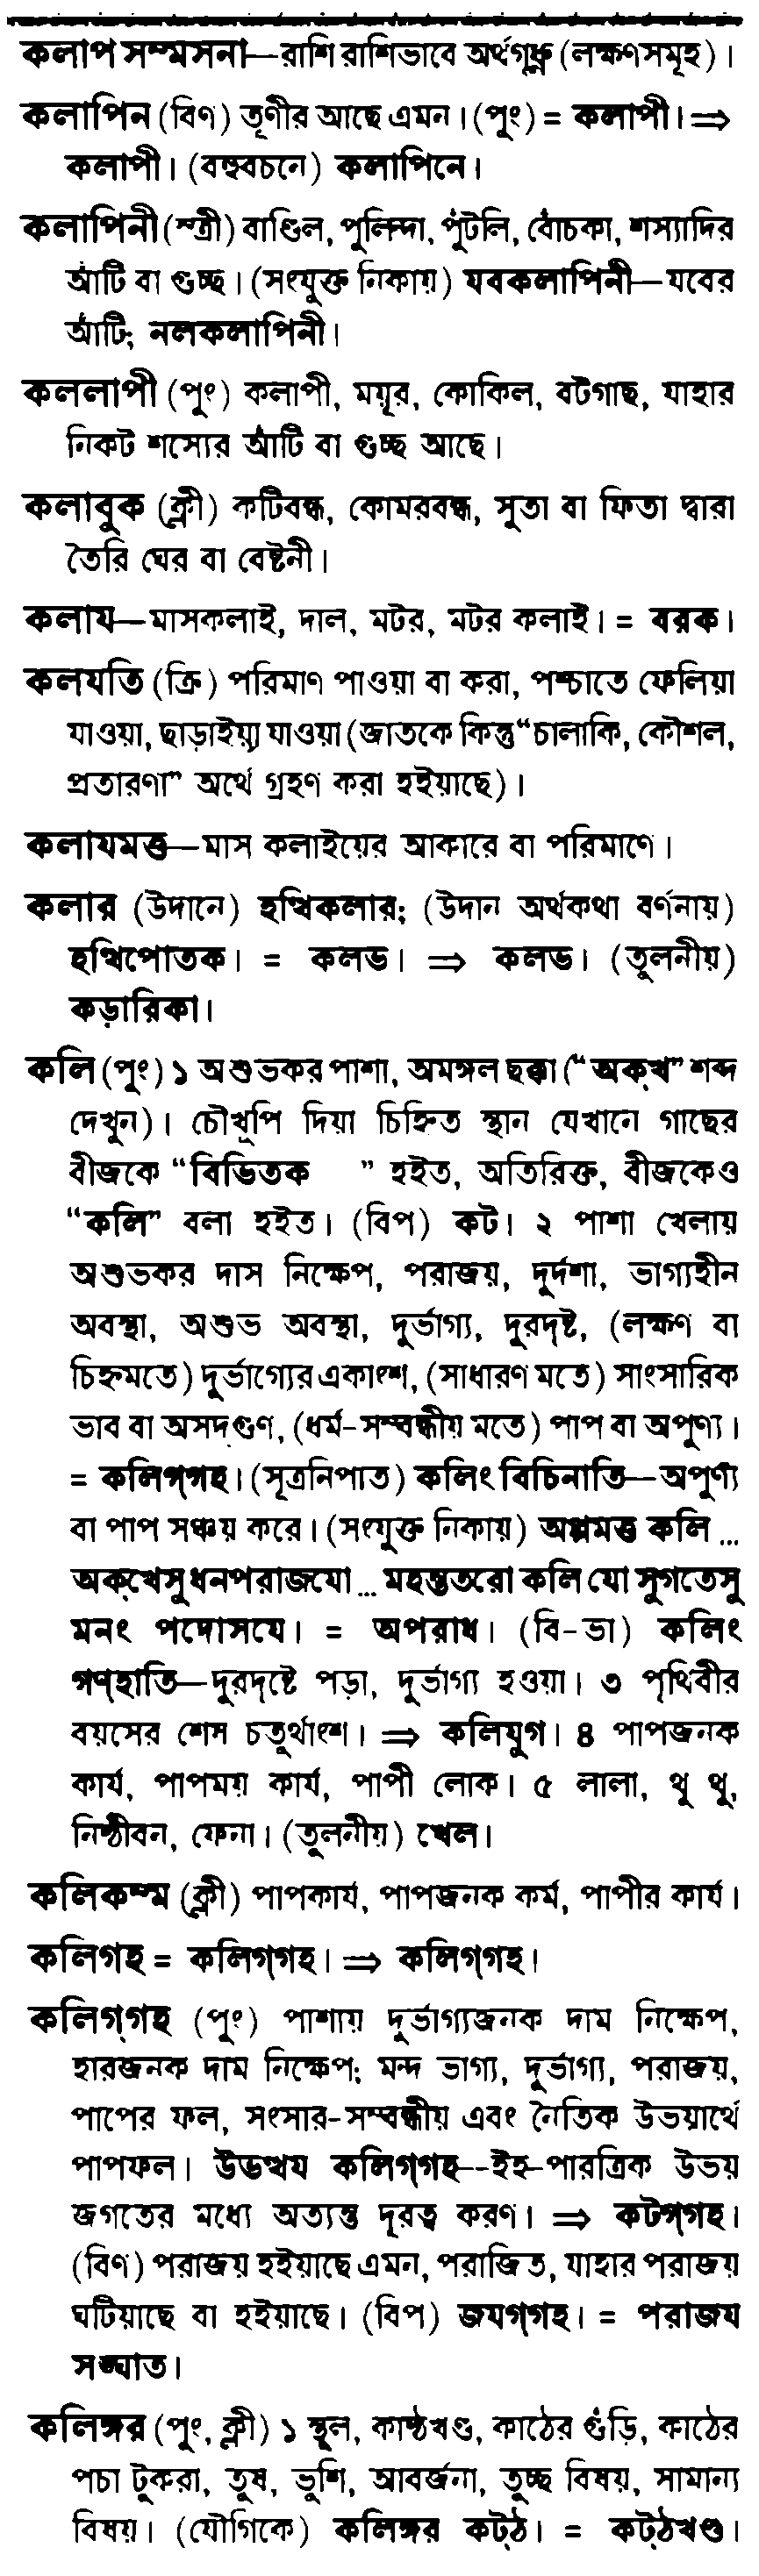 কলাপ সম্মসনা—রাশি রাশিভাবে অর্থগৃধ্ন (লক্ষণসমূহ)।
কলাপিন (বিণ) তূণীর আছে এমন। (পুং) = কলাপী। ⇒
কলাপী। (বহুবচনে) কলাপিনে।
কলাপিনী (স্ত্রী) বাণ্ডিল, পুলিন্দা, পুঁটলি, বোঁচকা, শস্যাদির
আঁটি বা গুচ্ছ। (সংযুক্ত নিকায়) যবকলাপিনী—যবের
আঁটি; নলকলাপিনী।
কললাপী (পুং) কলাপী, ময়ূর, কোকিল, বটগাছ, যাহার
নিকট শস্যের আঁটি বা গুচ্ছ আছে।
কলাবুক (ক্লী) কটিবন্ধ, কোমরবন্ধ, সুতা বা ফিতা দ্বারা
তৈরি ঘের বা বেষ্টনী।
কলায—মাসকলাই, দাল, মটর, মটর কলাই। = বরক।
কলযতি (ক্রি) পরিমাণ পাওয়া বা করা, পশ্চাতে ফেলিয়া
যাওয়া, ছাড়াইয়্যা যাওয়া (জাতকে কিন্তু “চালাকি, কৌশল,
প্রতারণা” অর্থে গ্রহণ করা হইয়াছে)।
কলাযমত্ত—মাস কলাইয়ের আকারে বা পরিমাণে।
কলার (উদানে) হত্থিকলার; (উদান অর্থকথা বর্ণনায়)
হত্থিপোতক। = কলভ। ⇒ কলভ। (তুলনীয়)
কড়ারিকা।
কলি (পুং) ১ অশুভকর পাশা, অমঙ্গল ছক্কা (“অক্খ” শব্দ
দেখুন)। চৌখুপি দিয়া চিহ্নিত স্থান যেখানে গাছের
বীজকে “বিভিতক ” হইত, অতিরিক্ত, বীজকেও
“কলি” বলা হইত। (বিপ) কট। ২ পাশা খেলায়
অশুভকর দাস নিক্ষেপ, পরাজয়, দুর্দশা, ভাগ্যহীন
অবস্থা, অশুভ অবস্থা, দুর্ভাগ্য, দুরদৃষ্ট, (লক্ষণ বা
চিহ্নমতে) দুর্ভাগ্যের একাংশ, (সাধারণ মতে) সাংসারিক
ভাব বা অসদ্গুণ, (ধর্ম-সম্বন্ধীয় মতে) পাপ বা অপুণ্য।
= কলিগ্গহ। (সূত্রনিপাত) কলিং বিচিনাতি—অপুণ্য
বা পাপ সঞ্চয় করে। (সংযুক্ত নিকায়) অপ্পমত্ত কলি ...
অক্খেসু ধনপরাজযো ... মহন্ততরো কলি যো সুগতেসু
মনং পদোসযে। = অপরাধ। (বি-ভা) কলিং
গণ্হাতি—দুরদৃষ্টে পড়া, দুর্ভাগ্য হওয়া। ৩ পৃথিবীর
বয়সের শেস চতুর্থাংশ। ⇒ কলিযুগ। ৪ পাপজনক
কার্য, পাপময় কার্য, পাপী লোক। ৫ লালা, থু থু,
নিষ্ঠীবন, ফেনা। (তুলনীয়) খেল।
কলিকম্ম (ক্লী) পাপকার্য, পাপজনক কর্ম, পাপীর কার্য।
কলিগহ = কলিগ্গহ। ⇒ কলিগ্গহ।
কলিগ্গহ (পুং) পাশায় দুর্ভাগ্যজনক দাম নিক্ষেপ,
হারজনক দাম নিক্ষেপ; মন্দ ভাগ্য, দুর্ভাগ্য, পরাজয়,
পাপের ফল, সংসার-সম্বন্ধীয় এবং নৈতিক উভয়ার্থে
পাপফল। উভত্থয কলিগ্গহ--ইহ-পারত্রিক উভয়
জগতের মধ্যে অত্যন্ত দূরত্ব করণ। ⇒ কটগ্গহ।
(বিণ) পরাজয় হইয়াছে এমন, পরাজিত, যাহার পরাজয়
ঘটিয়াছে বা হইয়াছে। (বিপ) জযগ্গহ। = পরাজয
সঙ্ঘাত।
কলিঙ্গর (পুং, ক্লী) ১ স্থূল, কাষ্ঠখণ্ড, কাঠের গুঁড়ি, কাঠের
পচা টুকরা, তুষ, ভুশি, আবর্জনা, তুচ্ছ বিষয়, সামান্য
বিষয়। (যৌগিকে) কলিঙ্গর কট্ঠ। = কট্ঠখণ্ড।